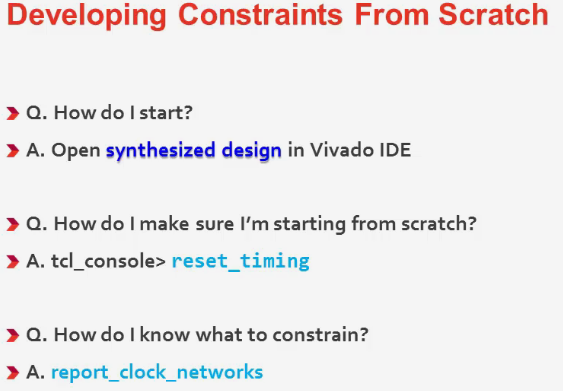 Developing Constraints From Scratch
Q. How do I start?
A. Open synthesized design in Vivado IDE
Q. How do I make sure I'm starting from scratch?
A. tcl_console> reset_timing
Q. How do I know what to constrain?
A. report_clock_networks